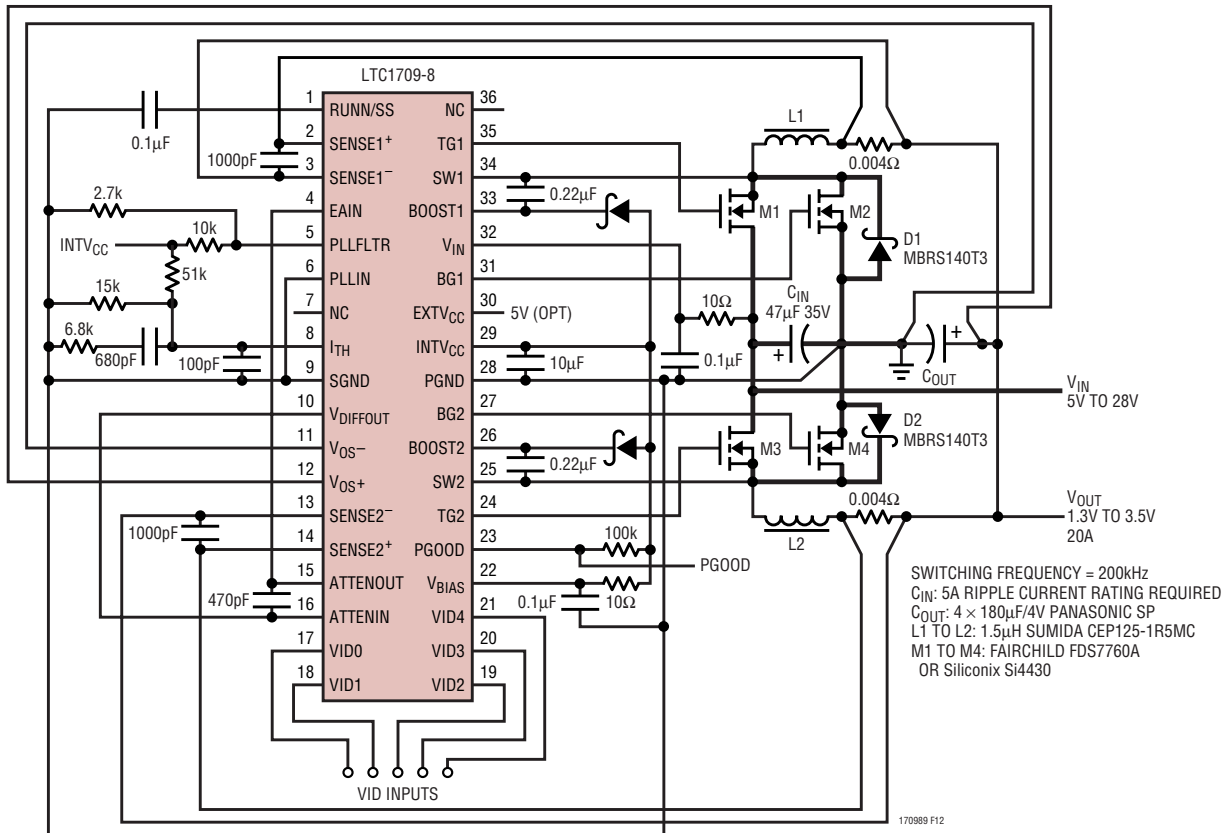 LTC1709-8
1 RUNN/SS
2 SENSE1+
3 SENSE1−
4 EAIN
5 PLLFLTR
6 PLLIN
7 NC
8 ITH
9 SGND
10 VDIFFOUT
11 VOS−
12 VOS+
13 SENSE2−
14 SENSE2+
15 ATTENOUT
16 ATTENIN
17 VID0
18 VID1
36 NC
35 TG1
34 SW1
33 BOOST1
32 VIN
31 BG1
30 EXTVCC
29 INTVCC
28 PGND
27 BG2
26 BOOST2
25 SW2
24 TG2
23 PGOOD
22 VBIAS
21 VID4
20 VID3
19 VID2
0.1µF
1000pF
2.7k
10k
INTVCC
51k
15k
6.8k
680pF
100pF
1000pF
470pF
VID INPUTS
0.22µF
5V (OPT)
10µF
10Ω
0.1µF
0.22µF
100k
PGOOD
10Ω
0.1µF
L1
0.004Ω
M1
M2
D1
MBRS140T3
CIN
47µF 35V
+
+
COUT
VIN
5V TO 28V
D2
MBRS140T3
M3
M4
0.004Ω
L2
VOUT
1.3V TO 3.5V
20A
SWITCHING FREQUENCY = 200kHz
CIN: 5A RIPPLE CURRENT RATING REQUIRED
COUT: 4 × 180µF/4V PANASONIC SP
L1 TO L2: 1.5µH SUMIDA CEP125-1R5MC
M1 TO M4: FAIRCHILD FDS7760A
OR Siliconix Si4430
170989 F12